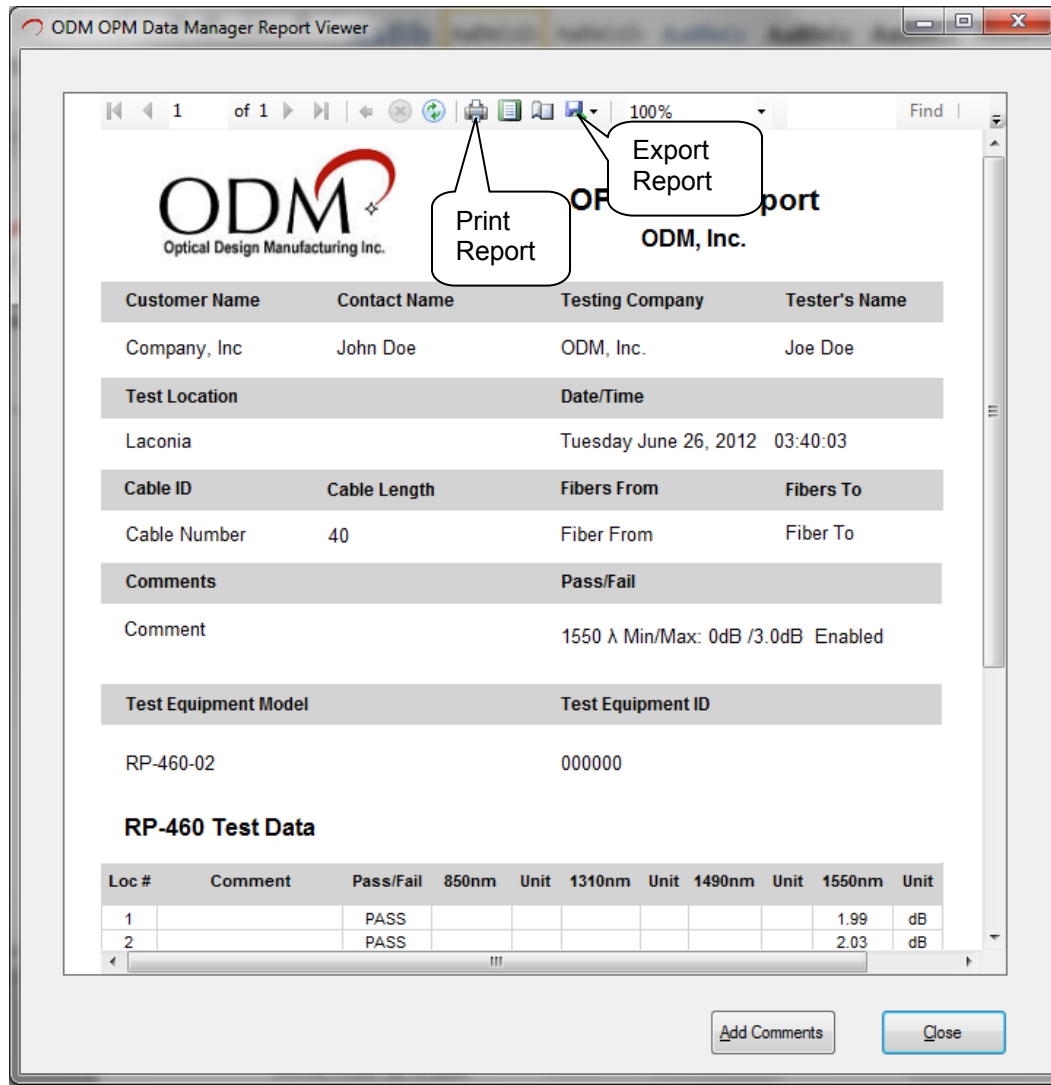 ODM OPM Data Manager Report Viewer
1 of 1 100% Find
Export Report
Print Report
ODM
Optical Design Manufacturing Inc.
port
ODM, Inc.
Customer Name Contact Name Testing Company Tester's Name
Company, Inc John Doe ODM, Inc. Joe Doe
Test Location Date/Time
Laconia Tuesday June 26, 2012 03:40:03
Cable ID Cable Length Fibers From Fibers To
Cable Number 40 Fiber From Fiber To
Comments Pass/Fail
Comment 1550 λ Min/Max: 0dB /3.0dB Enabled
Test Equipment Model Test Equipment ID
RP-460-02 000000
RP-460 Test Data
Loc # Comment Pass/Fail 850nm Unit 1310nm Unit 1490nm Unit 1550nm Unit
1 PASS 1.99 dB
2 PASS 2.03 dB
Add Comments Close